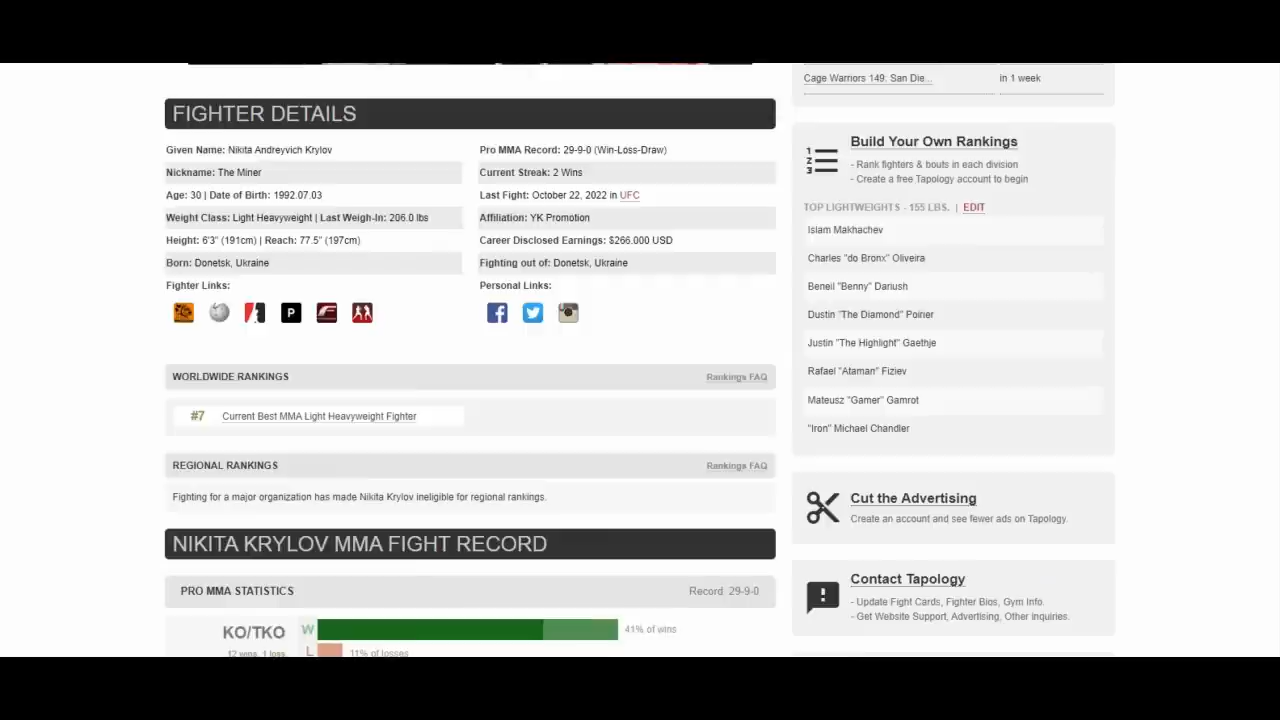 Cage Warriors 149: San Die...
in 1 week
FIGHTER DETAILS
Given Name: Nikita Andreyvich Krylov
Pro MMA Record: 29-9-0 (Win-Loss-Draw)
Nickname: The Miner
Current Streak: 2 Wins
Age: 30 | Date of Birth: 1992.07.03
Last Fight: October 22, 2022 in UFC
Weight Class: Light Heavyweight | Last Weigh-In: 206.0 lbs
Affiliation: YK Promotion
Height: 6'3" (191cm) | Reach: 77.5" (197cm)
Career Disclosed Earnings: $266.000 USD
Born: Donetsk, Ukraine
Fighting out of: Donetsk, Ukraine
Fighter Links:
Personal Links:
P
WORLDWIDE RANKINGS
Rankings FAQ
#7 Current Best MMA Light Heavyweight Fighter
REGIONAL RANKINGS
Rankings FAQ
Fighting for a major organization has made Nikita Krylov ineligible for regional rankings.
NIKITA KRYLOV MMA FIGHT RECORD
PRO MMA STATISTICS
Record 29-9-0
KO/TKO
W
41% of wins
12 wins, 1 loss
L
11% of losses
1
2
3
Build Your Own Rankings
- Rank fighters & bouts in each division
- Create a free Tapology account to begin
TOP LIGHTWEIGHTS - 155 LBS. | EDIT
Islam Makhachev
Charles "do Bronx" Oliveira
Beneil "Benny" Dariush
Dustin "The Diamond" Poirier
Justin "The Highlight" Gaethje
Rafael "Ataman" Fiziev
Mateusz "Gamer" Gamrot
"Iron" Michael Chandler
Cut the Advertising
Create an account and see fewer ads on Tapology.
Contact Tapology
- Update Fight Cards, Fighter Bios, Gym Info.
- Get Website Support, Advertising, Other Inquiries.